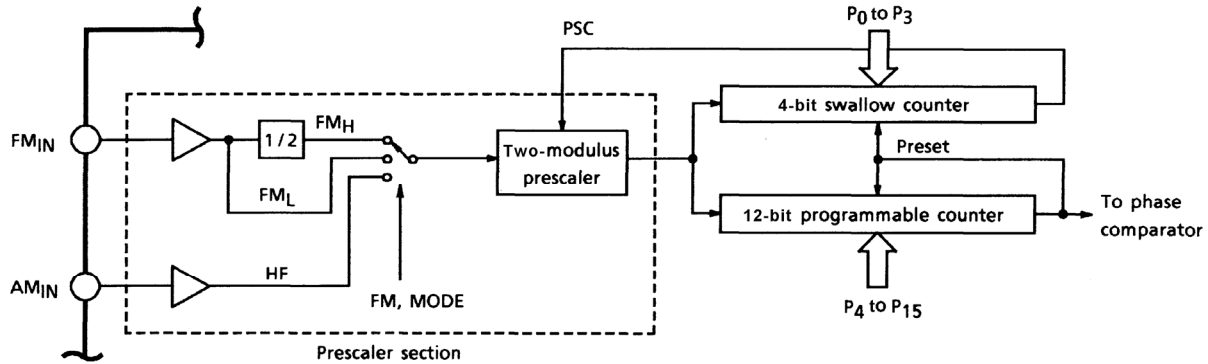 P0 to P3
PSC
4-bit swallow counter
FMIN
1/2
FMH
Two-modulus
prescaler
Preset
FML
12-bit programmable counter
To phase
comparator
AMIN
HF
FM, MODE
P4 to P15
Prescaler section